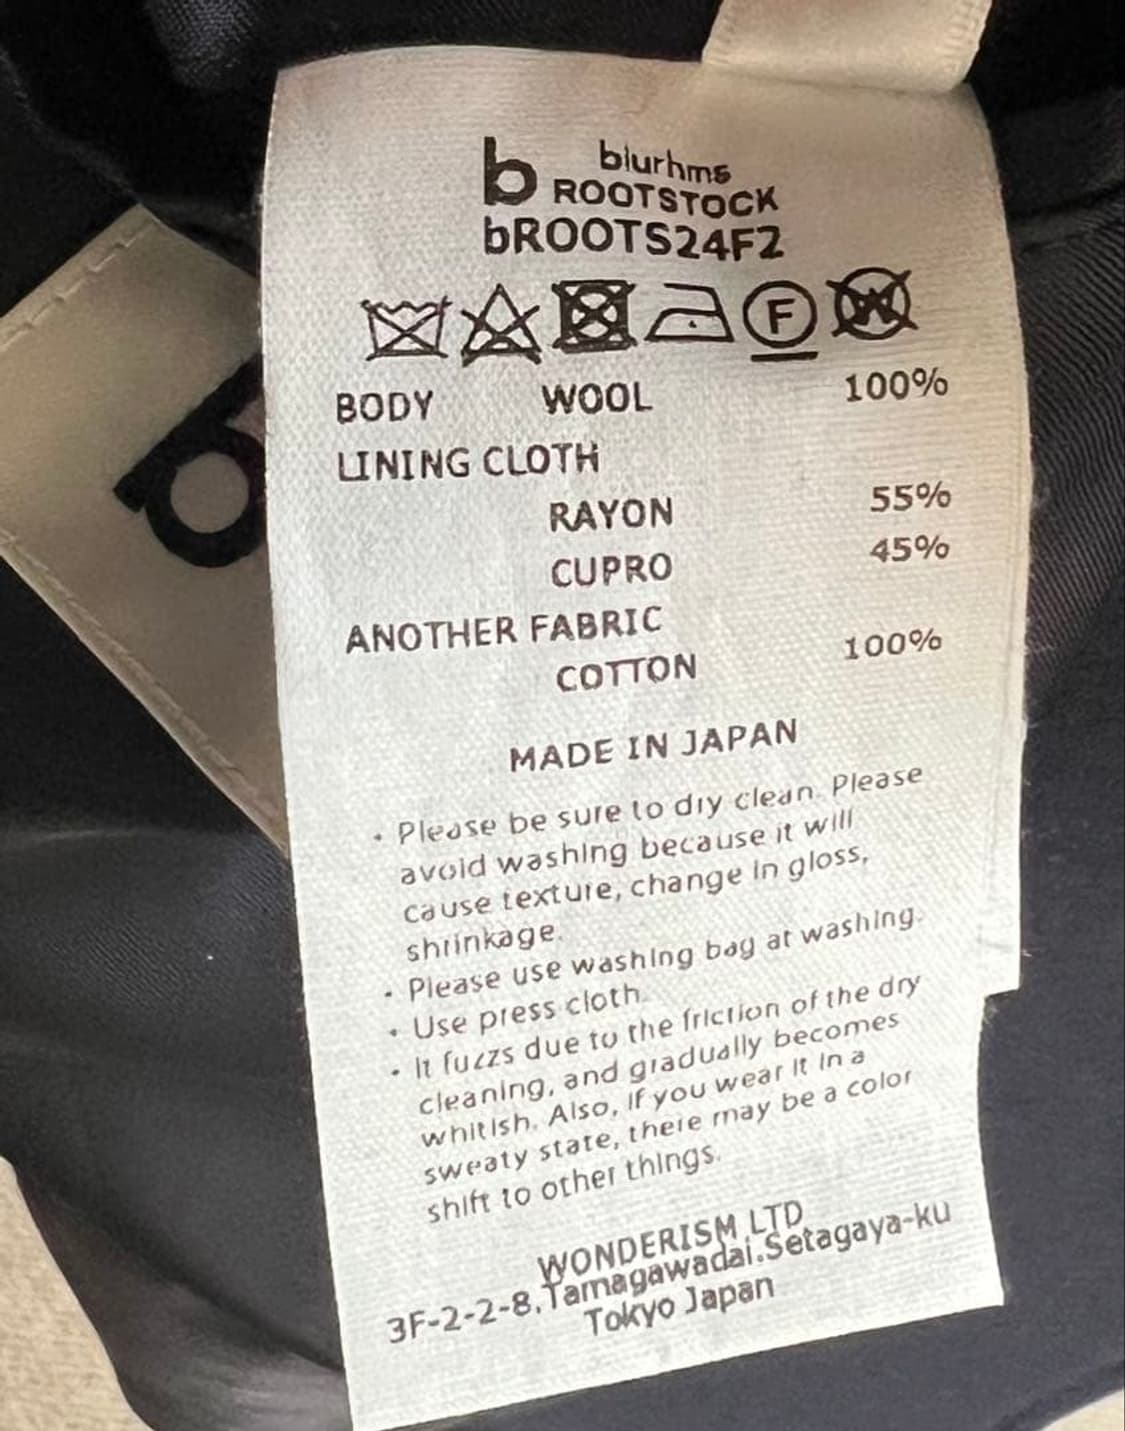 b blurhms
ROOTSTOCK
bROOTS24F2
F W
BODY WOOL 100%
LINING CLOTH
RAYON 55%
CUPRO 45%
ANOTHER FABRIC
COTTON 100%
MADE IN JAPAN
・Please be sure to dry clean. Please
avoid washing because it will
cause texture, change in gloss,
shrinkage.
・Please use washing bag at washing.
・Use press cloth.
・It fuzzs due to the friction of the dry
cleaning, and gradually becomes
whitish. Also, if you wear it in a
sweaty state, there may be a color
shift to other things.
WONDERISM LTD
3F-2-2-8.Tamagawadai.Setagaya-ku
Tokyo Japan